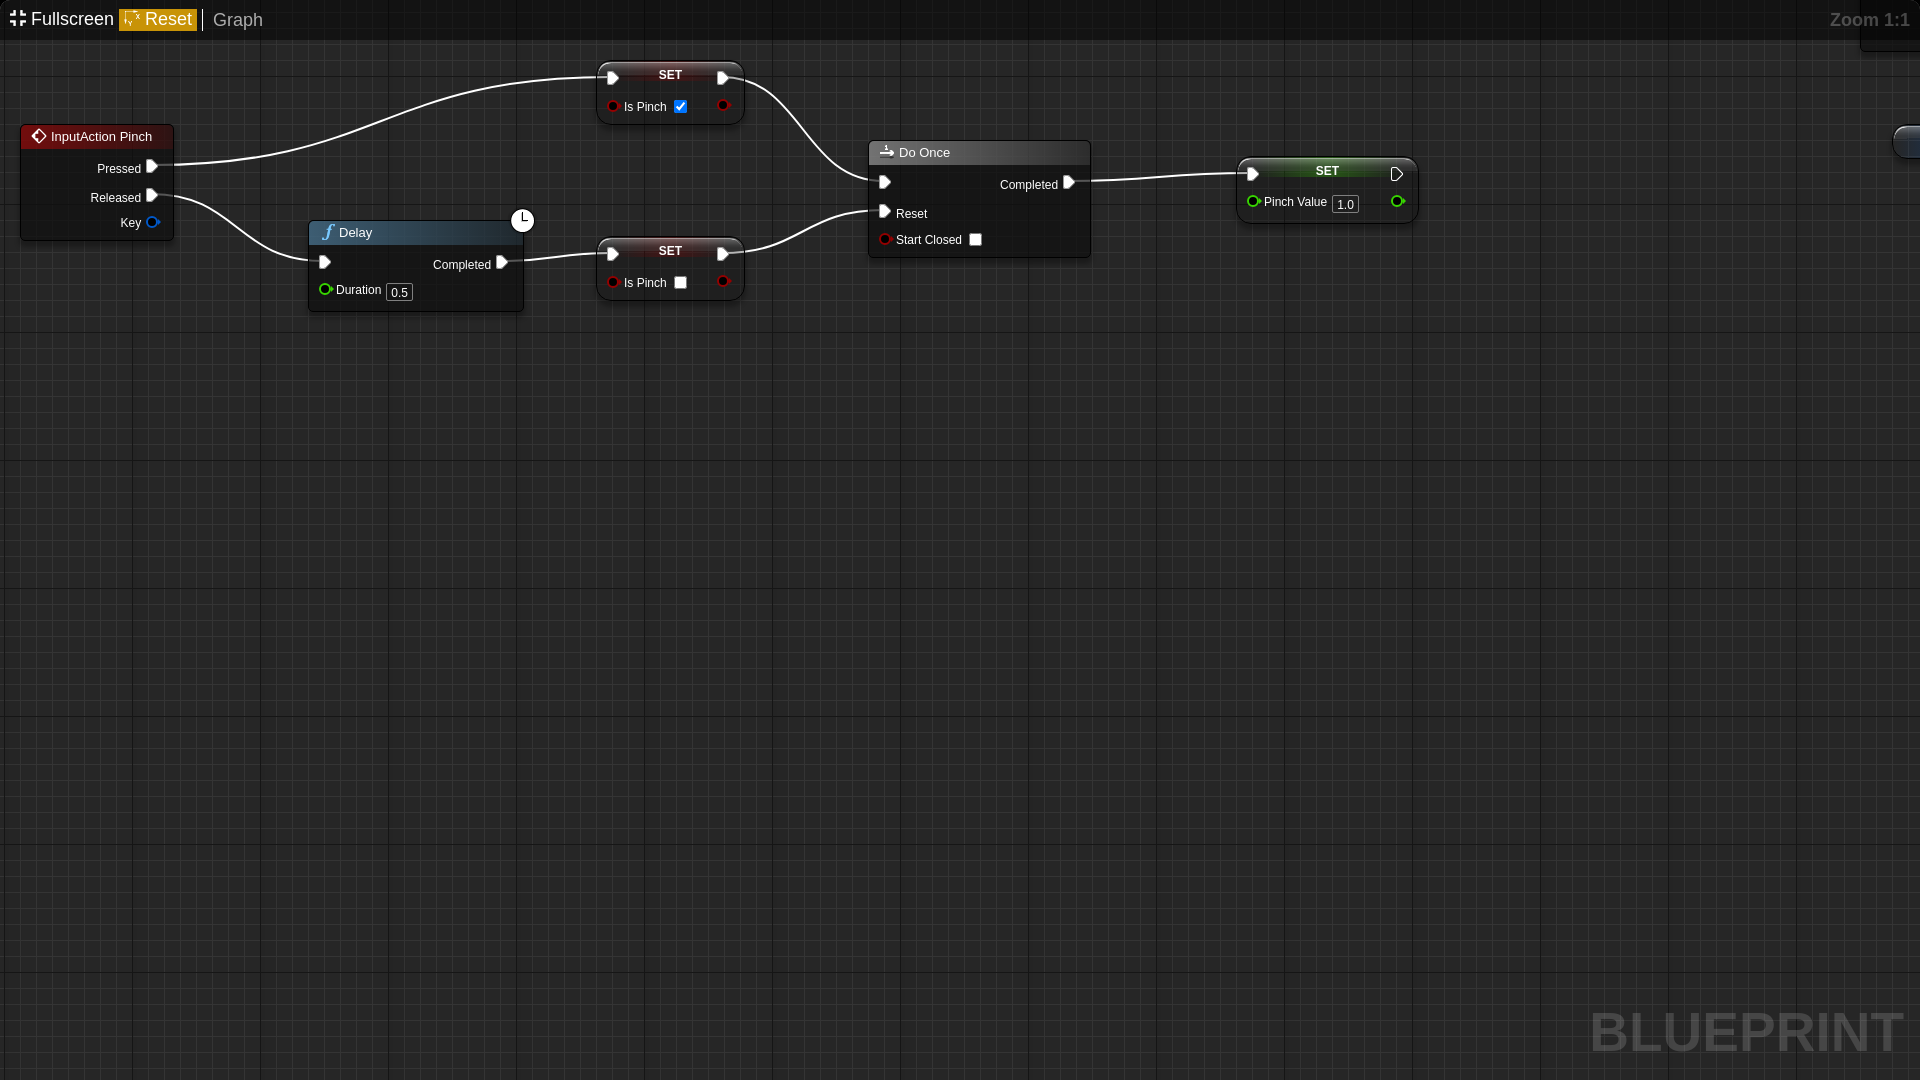 Fullscreen Reset Graph
Zoom 1:1
SET
Is Pinch
InputAction Pinch
Pressed
Released
Key
Delay
Completed
Duration 0.5
SET
Is Pinch
Do Once
Completed
Reset
Start Closed
SET
Pinch Value 1.0
BLUEPRINT